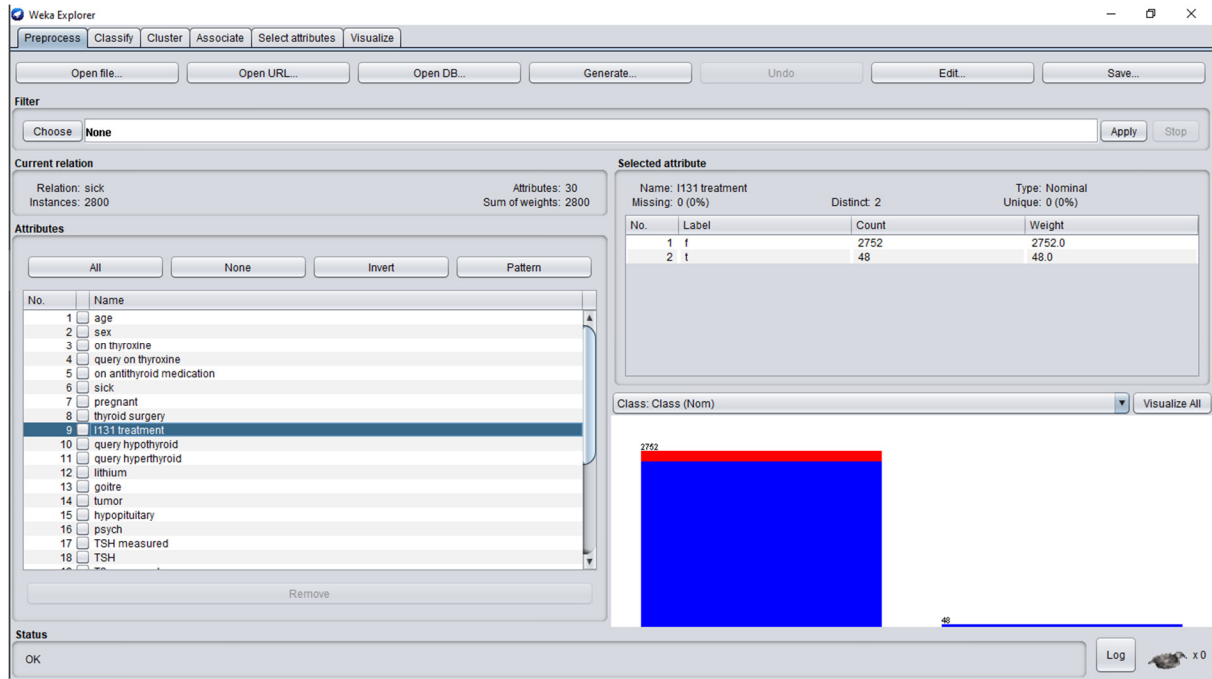 Weka Explorer
Preprocess Classify Cluster Associate Select attributes Visualize
Open file... Open URL... Open DB... Generate... Undo Edit... Save...
Filter
Choose None Apply Stop
Current relation
Relation: sick Attributes: 30
Instances: 2800 Sum of weights: 2800
Attributes
All None Invert Pattern
No. Name
1 age
2 sex
3 on thyroxine
4 query on thyroxine
5 on antithyroid medication
6 sick
7 pregnant
8 thyroid surgery
9 I131 treatment
10 query hypothyroid
11 query hyperthyroid
12 lithium
13 goitre
14 tumor
15 hypopituitary
16 psych
17 TSH measured
18 TSH
Remove
Selected attribute
Name: I131 treatment Type: Nominal
Missing: 0 (0%) Distinct: 2 Unique: 0 (0%)
No. Label Count Weight
1 f 2752 2752.0
2 t 48 48.0
Class: Class (Nom) Visualize All
2752
48
Status
OK
Log x 0